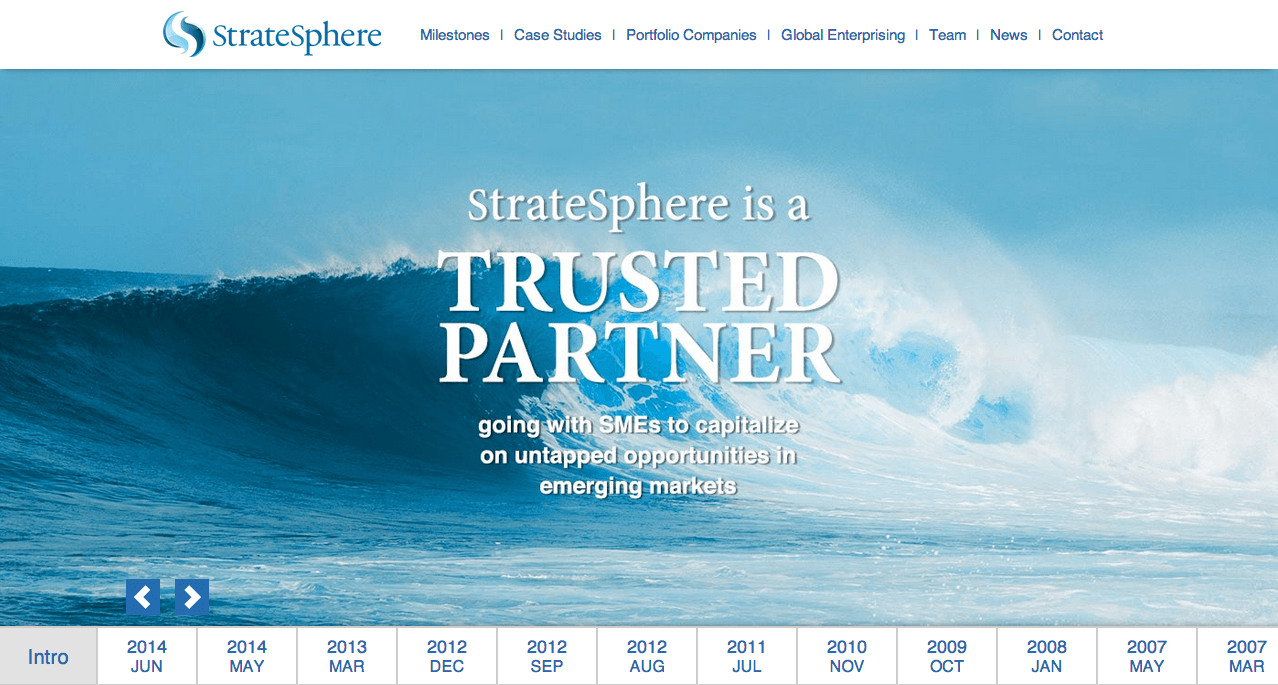 StrateSphere
Milestones | Case Studies | Portfolio Companies | Global Enterprising | Team | News | Contact
StrateSphere is a
TRUSTED
PARTNER
going with SMEs to capitalize
on untapped opportunities in
emerging markets
Intro
2014
JUN
2014
MAY
2013
MAR
2012
DEC
2012
SEP
2012
AUG
2011
JUL
2010
NOV
2009
OCT
2008
JAN
2007
MAY
2007
MAR